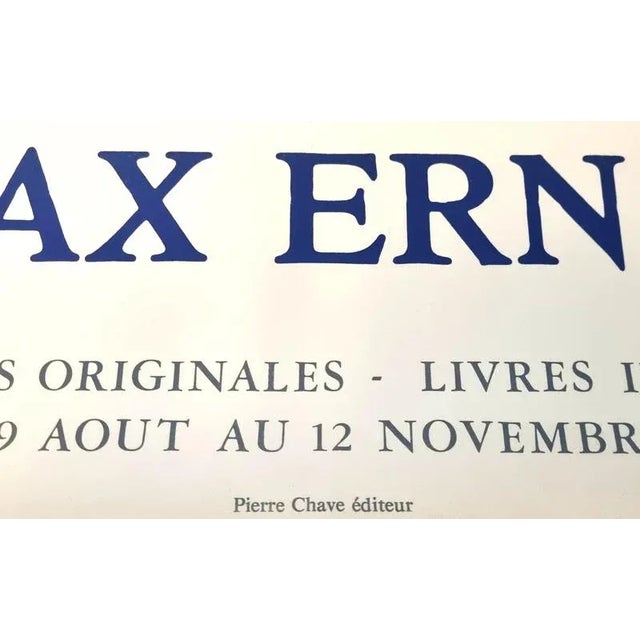 AX ERN
S ORIGINALES - LIVRES I
9 AOUT AU 12 NOVEMBR
Pierre Chave éditeur